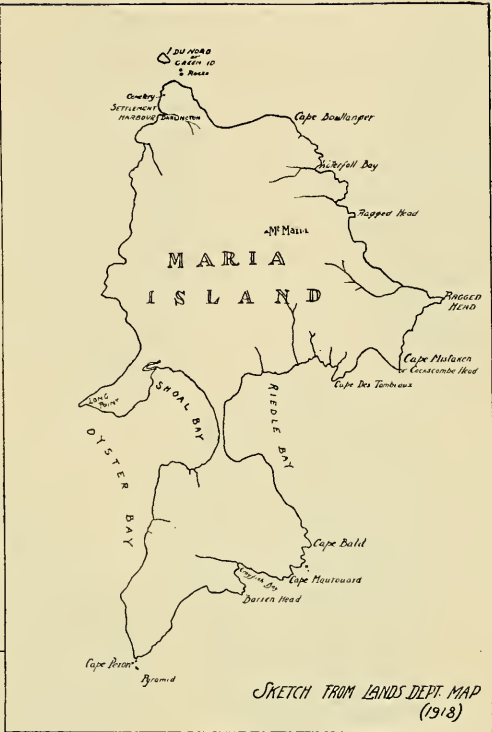 I. DU NORD
or
GREEN ID
Rocks
Cemetery
SETTLEMENT
HARBOUR DARLINGTON
Cape Boullanger
Waterfall Bay
Ragged Head
Mt Maria
MARIA
ISLAND
RAGGED
HEAD
Cape Mistaken
or Cockscombe Head
Cape Des Tombeaux
LONG
POINT
SHOAL BAY
RIEDLE BAY
OYSTER BAY
Cape Bald
Cape Maurouard
Barren Head
Cape Peron
Pyramid
SKETCH FROM LANDS DEPT. MAP
(1918)